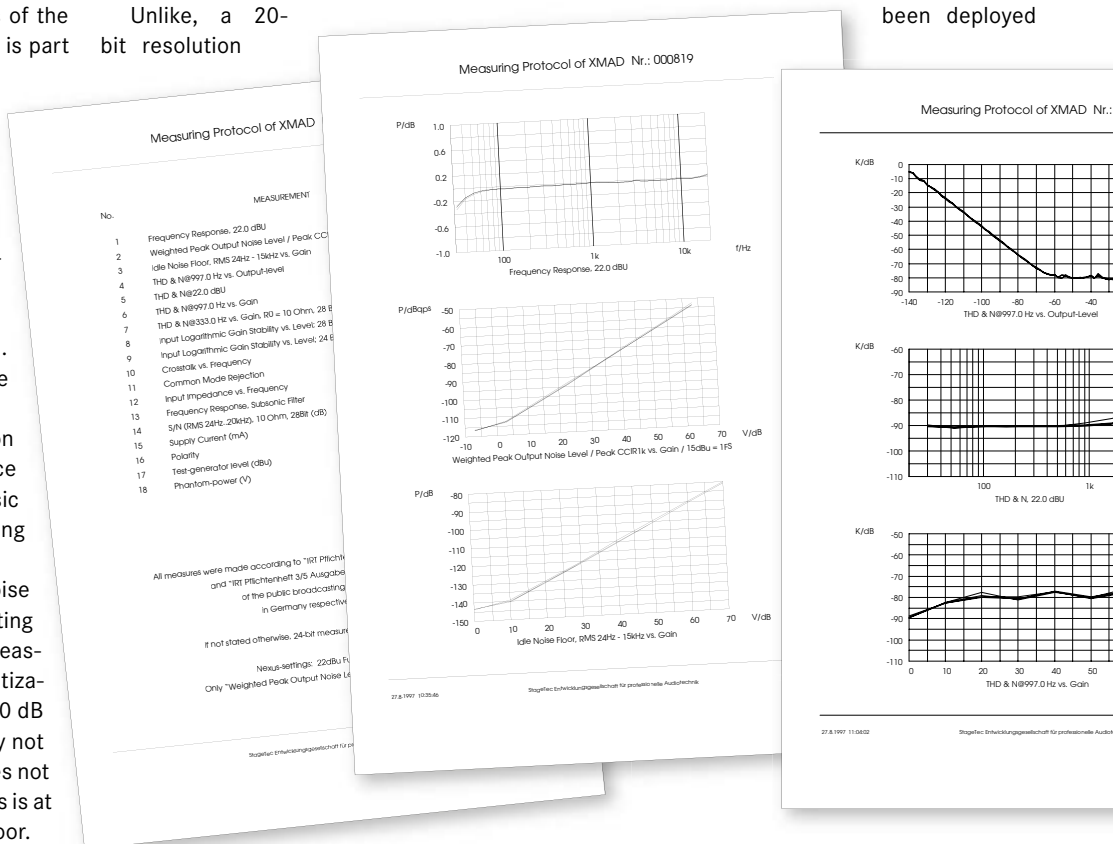 s of the
is part
Unlike, a 20-
bit resolution
been deployed
.
e
on
ce
sic
ng
oise
ting
eas-
tiza-
0 dB
y not
es not
s is at
oor.
Measuring Protocol of XMAD
No. MEASUREMENT
1 Frequency Response, 22.0 dBU
2 Weighted Peak Output Noise Level / Peak CCI
3 Idle Noise Floor, RMS 24Hz - 15kHz vs. Gain
4 THD & N@997.0 Hz vs. Output-level
5 THD & N@22.0 dBU
6 THD & N@997.0 Hz vs. Gain
7 THD & N@333.0 Hz vs. Gain, R0 = 10 Ohm, 28 B
8 Input Logarithmic Gain Stability vs. Level; 28 B
9 Input Logarithmic Gain Stability vs. Level; 24 B
10 Crosstalk vs. Frequency
11 Common Mode Rejection
12 Input Impedance vs. Frequency
13 Frequency Response, Subsonic Filter
14 S/N (RMS 24Hz..20kHz), 10 Ohm, 28Bit (dB)
15 Supply Current (mA)
16 Polarity
17 Test-generator level (dBu)
18 Phantom-power (V)
All measures were made according to "IRT Pflichte
and "IRT Pflichtenheft 3/5 Ausgabe
of the public broadcasting
in Germany respective
If not stated otherwise, 24-bit measure
Nexus-settings: 22dBu Fu
Only "Weighted Peak Output Noise Le
StageTec Entwicklungsgesellschaft für pr
Measuring Protocol of XMAD Nr.: 000819
P/dB
1.0
0.6
0.2
-0.2
-0.6
-1.0
100 1k 10k f/Hz
Frequency Response, 22.0 dBU
P/dBqps
-50
-60
-70
-80
-90
-100
-110
-120
-10 0 10 20 30 40 50 60 70 V/dB
Weighted Peak Output Noise Level / Peak CCIR1k vs. Gain / 15dBu = 1FS
P/dB
-80
-90
-100
-110
-120
-130
-140
-150
0 10 20 30 40 50 60 70 V/dB
Idle Noise Floor, RMS 24Hz - 15kHz vs. Gain
27.8.1997 10:35:46 StageTec Entwicklungsgesellschaft für professionelle Audiotechnik
Measuring Protocol of XMAD Nr.:
K/dB
0
-10
-20
-30
-40
-50
-60
-70
-80
-90
-140 -120 -100 -80 -60 -40
THD & N@997.0 Hz vs. Output-Level
K/dB
-60
-70
-80
-90
-100
-110
100 1k
THD & N, 22.0 dBU
K/dB
-50
-60
-70
-80
-90
-100
-110
0 10 20 30 40 50
THD & N@997.0 Hz vs. Gain
27.8.1997 11:04:02 StageTec Entwicklungsgesellschaft für professionelle Audiote